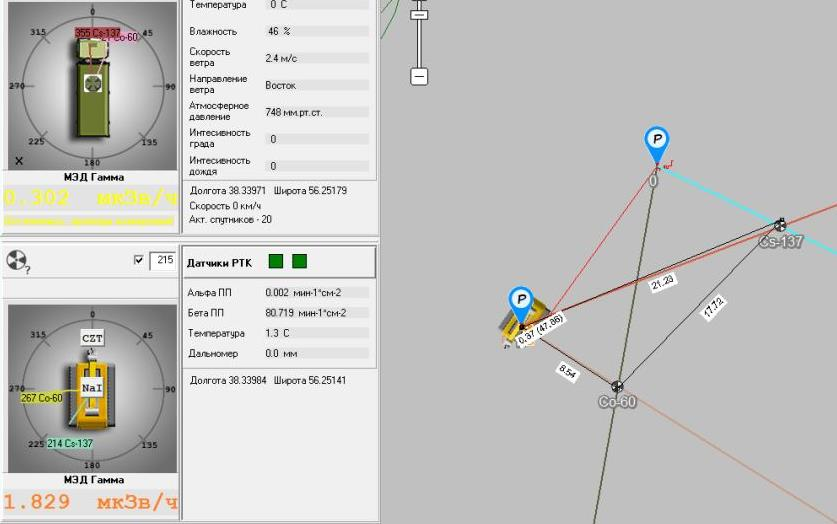 Температура 0 C
Влажность 46 %
Скорость ветра 2.4 м/с
Направление ветра Восток
Атмосферное давление 748 мм.рт.ст.
Интесивность града 0
Интесивность дождя 0
0
355 Cs-137
21 Co-60
315
45
270
90
225
135
180
X
МЭД Гамма
0.302 мкЗв/ч
Долгота 38.33971 Широта 56.25179
Скорость 0 км/ч
Акт. спутников - 20
?
215
Датчики РТК
Альфа ПП 0.002 мин-1*см-2
Бета ПП 80.719 мин-1*см-2
Температура 1.3 C
Дальномер 0.0 мм
Долгота 38.33984 Широта 56.25141
0
315
45
CZT
NaI
270
90
267 Co-60
214 Cs-137
225
135
180
МЭД Гамма
1.829 мкЗв/ч
P
0
Cs-137
21.23
17.72
P
0.37 (47.86)
8.54
Co-60